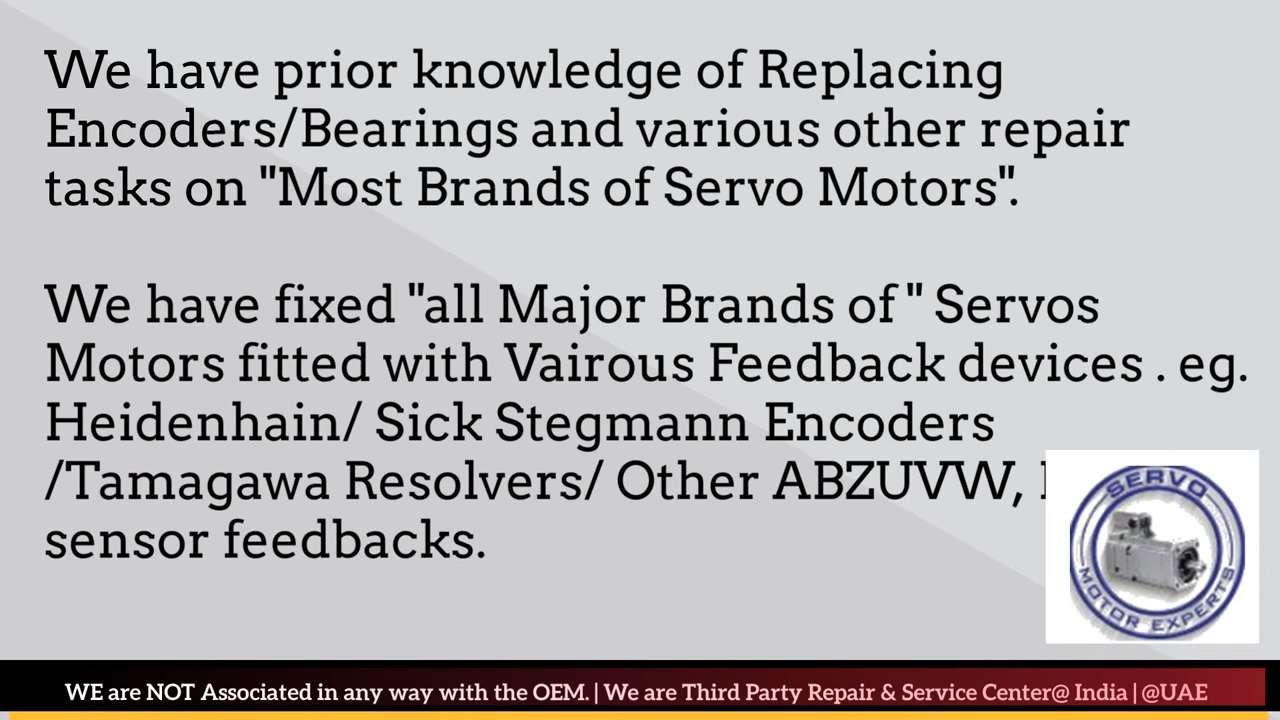 We have prior knowledge of Replacing
Encoders/Bearings and various other repair
tasks on "Most Brands of Servo Motors".
We have fixed "all Major Brands of " Servos
Motors fitted with Vairous Feedback devices . eg.
Heidenhain/ Sick Stegmann Encoders
/Tamagawa Resolvers/ Other ABZUVW,
sensor feedbacks.
SERVO
MOTOR EXPERTS
WE are NOT Associated in any way with the OEM. | We are Third Party Repair & Service Center@ India | @UAE